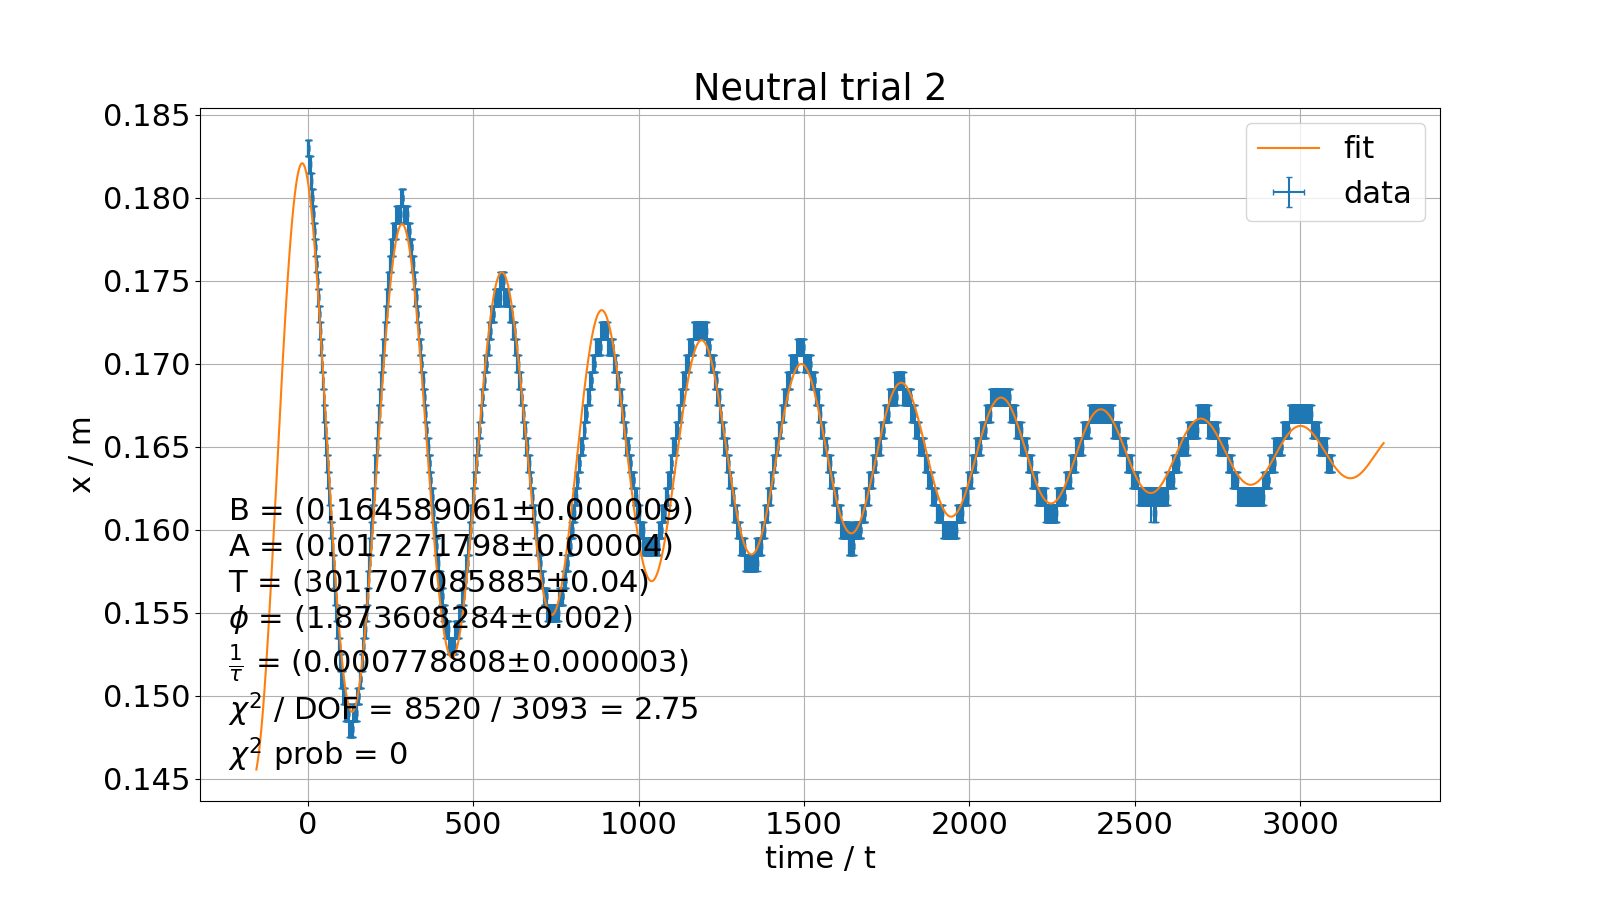 Neutral trial 2
0.185
0.180
0.175
0.170
0.165
0.160
0.155
0.150
0.145
x / m
fit
data
B = (0.164589061±0.000009)
A = (0.017271798±0.00004)
T = (301.707085885±0.04)
ϕ = (1.873608284±0.002)
1/τ = (0.000778808±0.000003)
χ² / DOF = 8520 / 3093 = 2.75
χ² prob = 0
0 500 1000 1500 2000 2500 3000
time / t